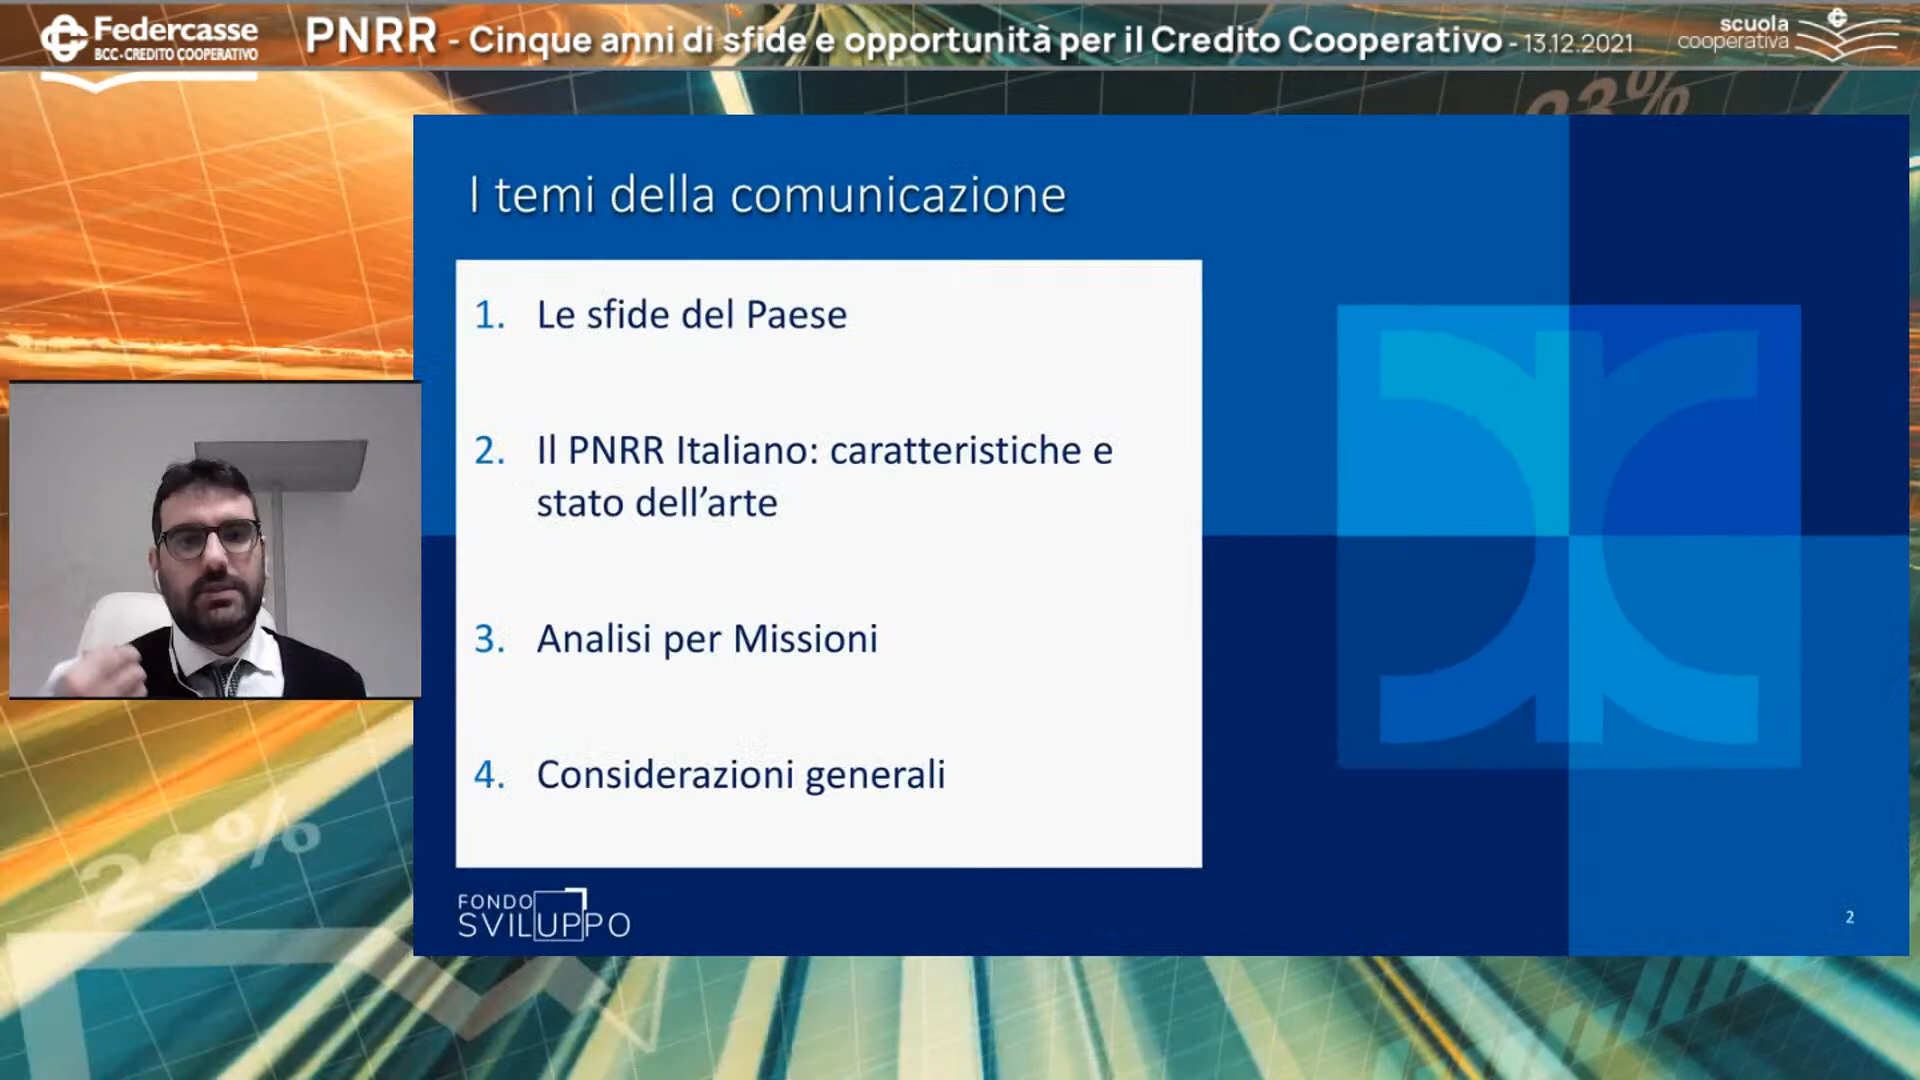 Federcasse
BCC-CREDITO COOPERATIVO
PNRR - Cinque anni di sfide e opportunità per il Credito Cooperativo - 13.12.2021
scuola
cooperativa
23%
I temi della comunicazione
1. Le sfide del Paese
2. Il PNRR Italiano: caratteristiche e
stato dell’arte
3. Analisi per Missioni
4. Considerazioni generali
23%
FONDO
SVILUPPO
2